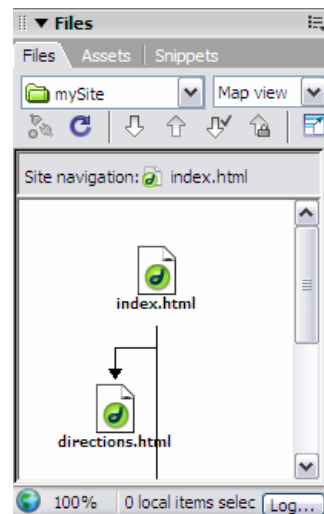 Files
Files Assets Snippets
mySite Map view
Site navigation: index.html
index.html
directions.html
100% 0 local items selec Log...